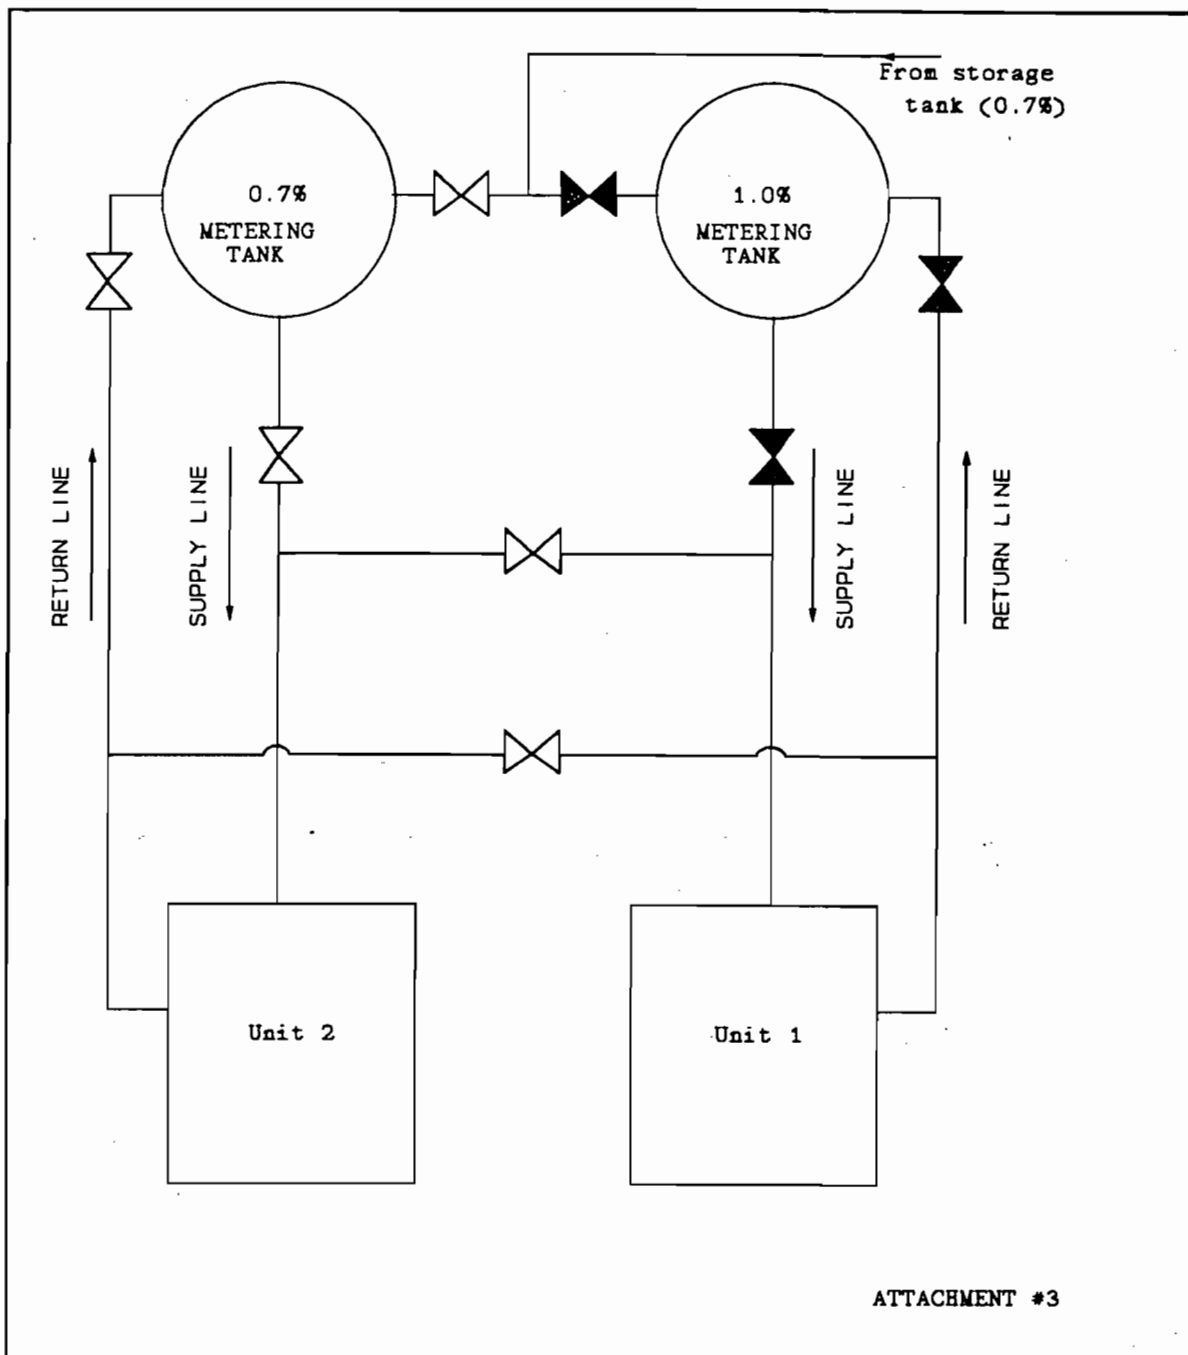 From storage
tank (0.7%)
0.7%
METERING
TANK
1.0%
METERING
TANK
RETURN LINE
SUPPLY LINE
SUPPLY LINE
RETURN LINE
Unit 2
Unit 1
ATTACHMENT #3